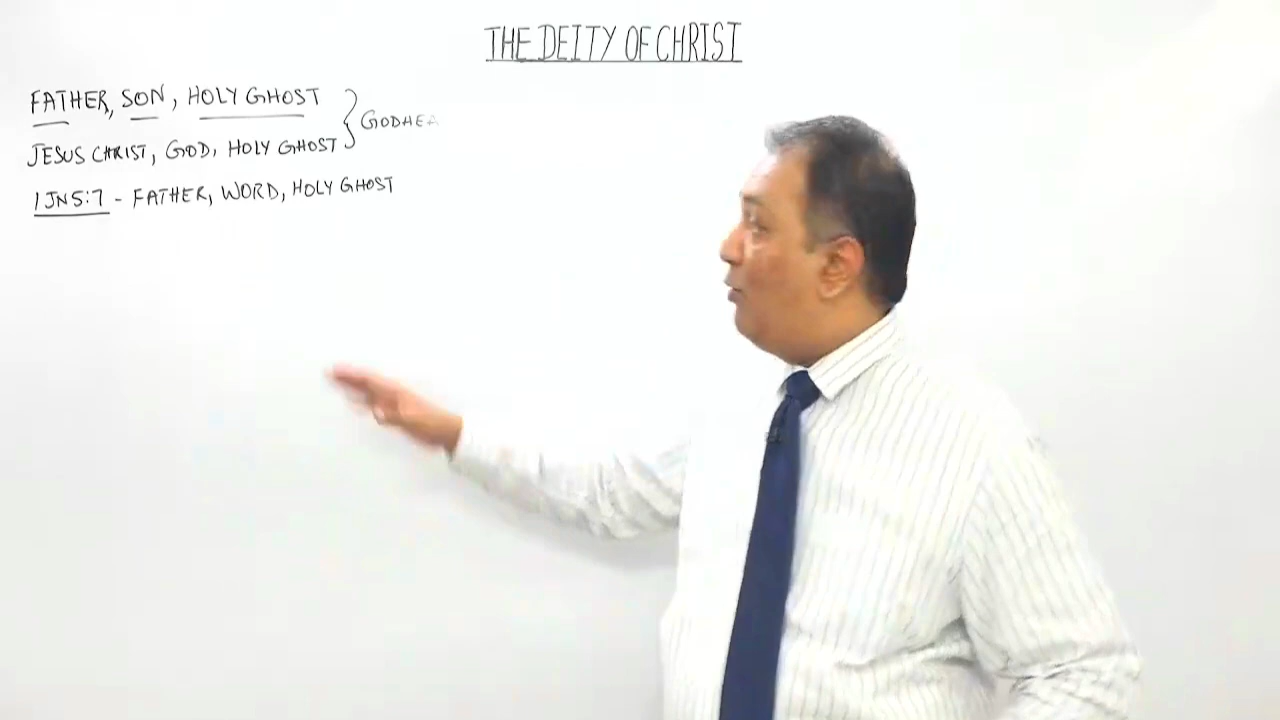 THE DEITY OF CHRIST
FATHER, SON, HOLY GHOST
JESUS CHRIST, GOD, HOLY GHOST
GODHEA
1 JN 5:7 - FATHER, WORD, HOLY GHOST